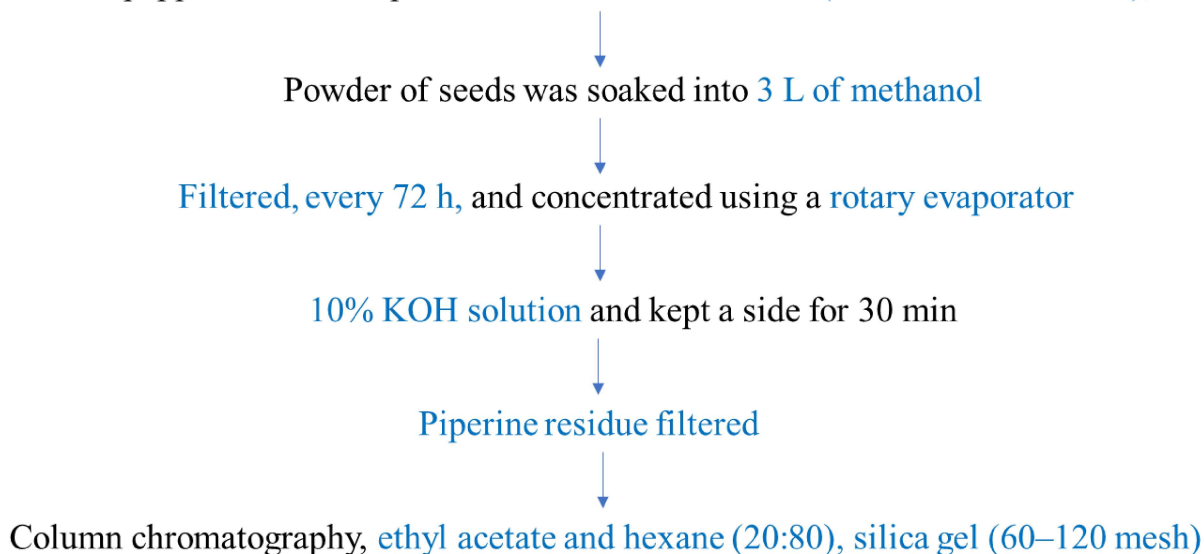 Powder of seeds was soaked into 3 L of methanol
Filtered, every 72 h, and concentrated using a rotary evaporator
10% KOH solution and kept a side for 30 min
Piperine residue filtered
Column chromatography, ethyl acetate and hexane (20:80), silica gel (60–120 mesh)